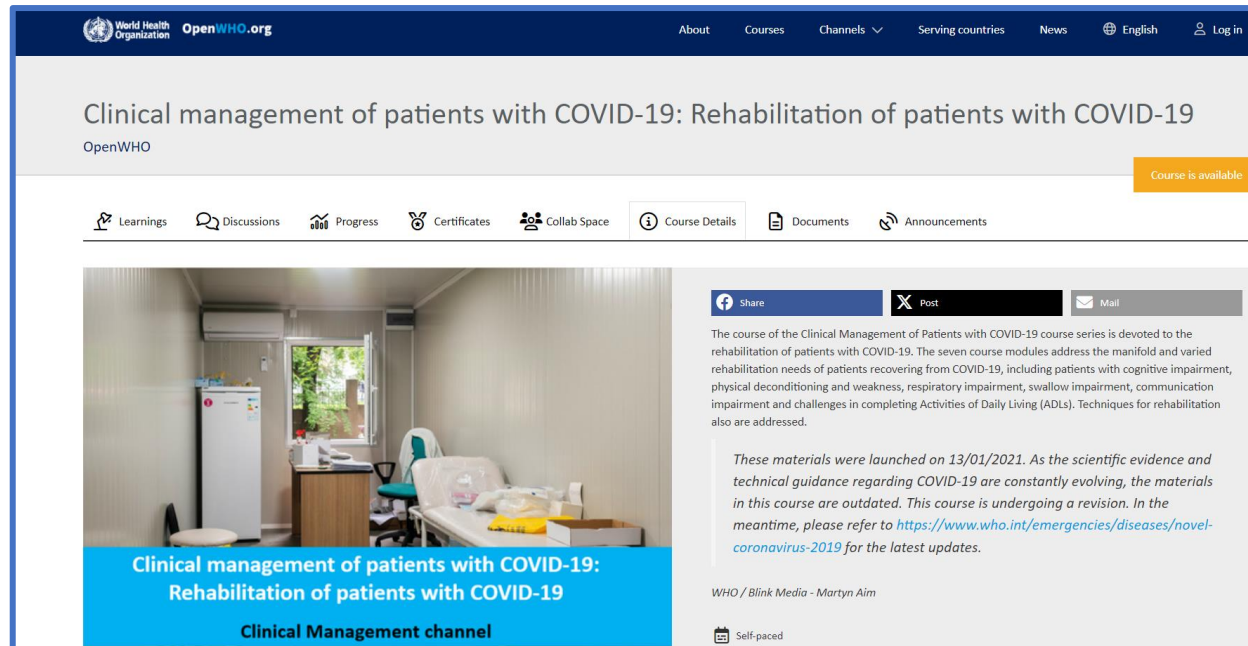 World Health
Organization
OpenWHO.org
About Courses Channels Serving countries News English Log in
Clinical management of patients with COVID-19: Rehabilitation of patients with COVID-19
OpenWHO
Course is available
Learnings Discussions Progress Certificates Collab Space Course Details Documents Announcements
Share Post Mail
The course of the Clinical Management of Patients with COVID-19 course series is devoted to the
rehabilitation of patients with COVID-19. The seven course modules address the manifold and varied
rehabilitation needs of patients recovering from COVID-19, including patients with cognitive impairment,
physical deconditioning and weakness, respiratory impairment, swallow impairment, communication
impairment and challenges in completing Activities of Daily Living (ADLs). Techniques for rehabilitation
also are addressed.
These materials were launched on 13/01/2021. As the scientific evidence and
technical guidance regarding COVID-19 are constantly evolving, the materials
in this course are outdated. This course is undergoing a revision. In the
meantime, please refer to https://www.who.int/emergencies/diseases/novel-
coronavirus-2019 for the latest updates.
WHO / Blink Media - Martyn Aim
Self-paced
Clinical management of patients with COVID-19:
Rehabilitation of patients with COVID-19
Clinical Management channel